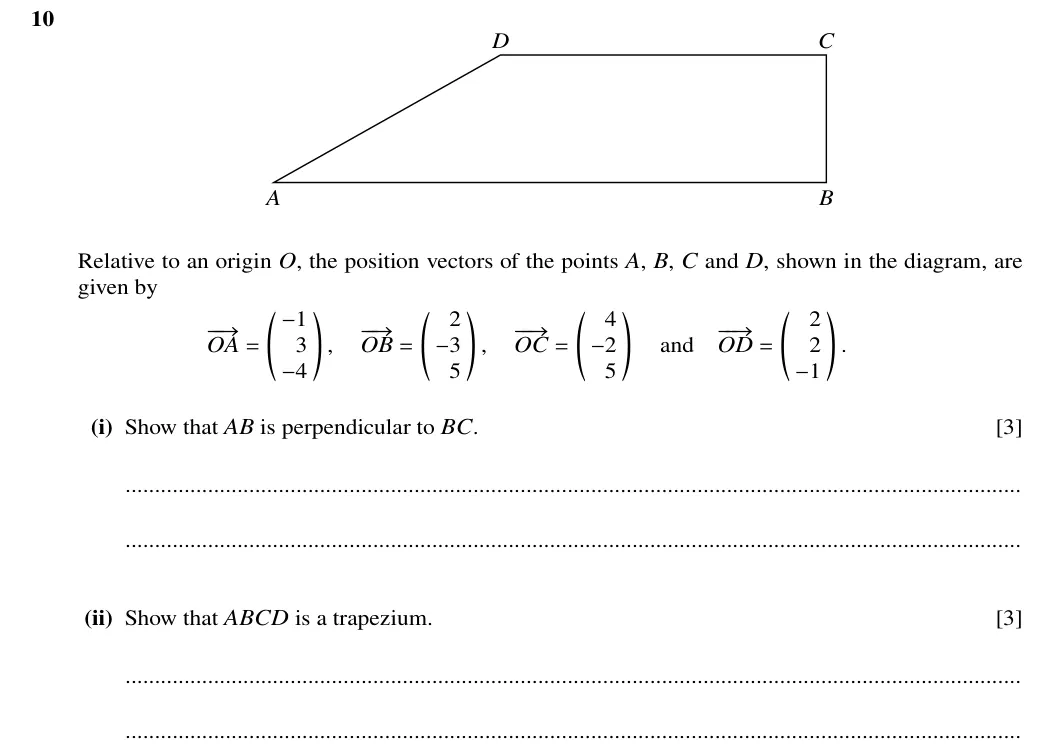 10
D C
A B
Relative to an origin O, the position vectors of the points A, B, C and D, shown in the diagram, are
given by
−1 2 4 2
OA = ( 3 ), OB = ( −3 ), OC = ( −2 ) and OD = ( 2 ).
−4 5 5 −1
(i) Show that AB is perpendicular to BC. [3]
(ii) Show that ABCD is a trapezium. [3]